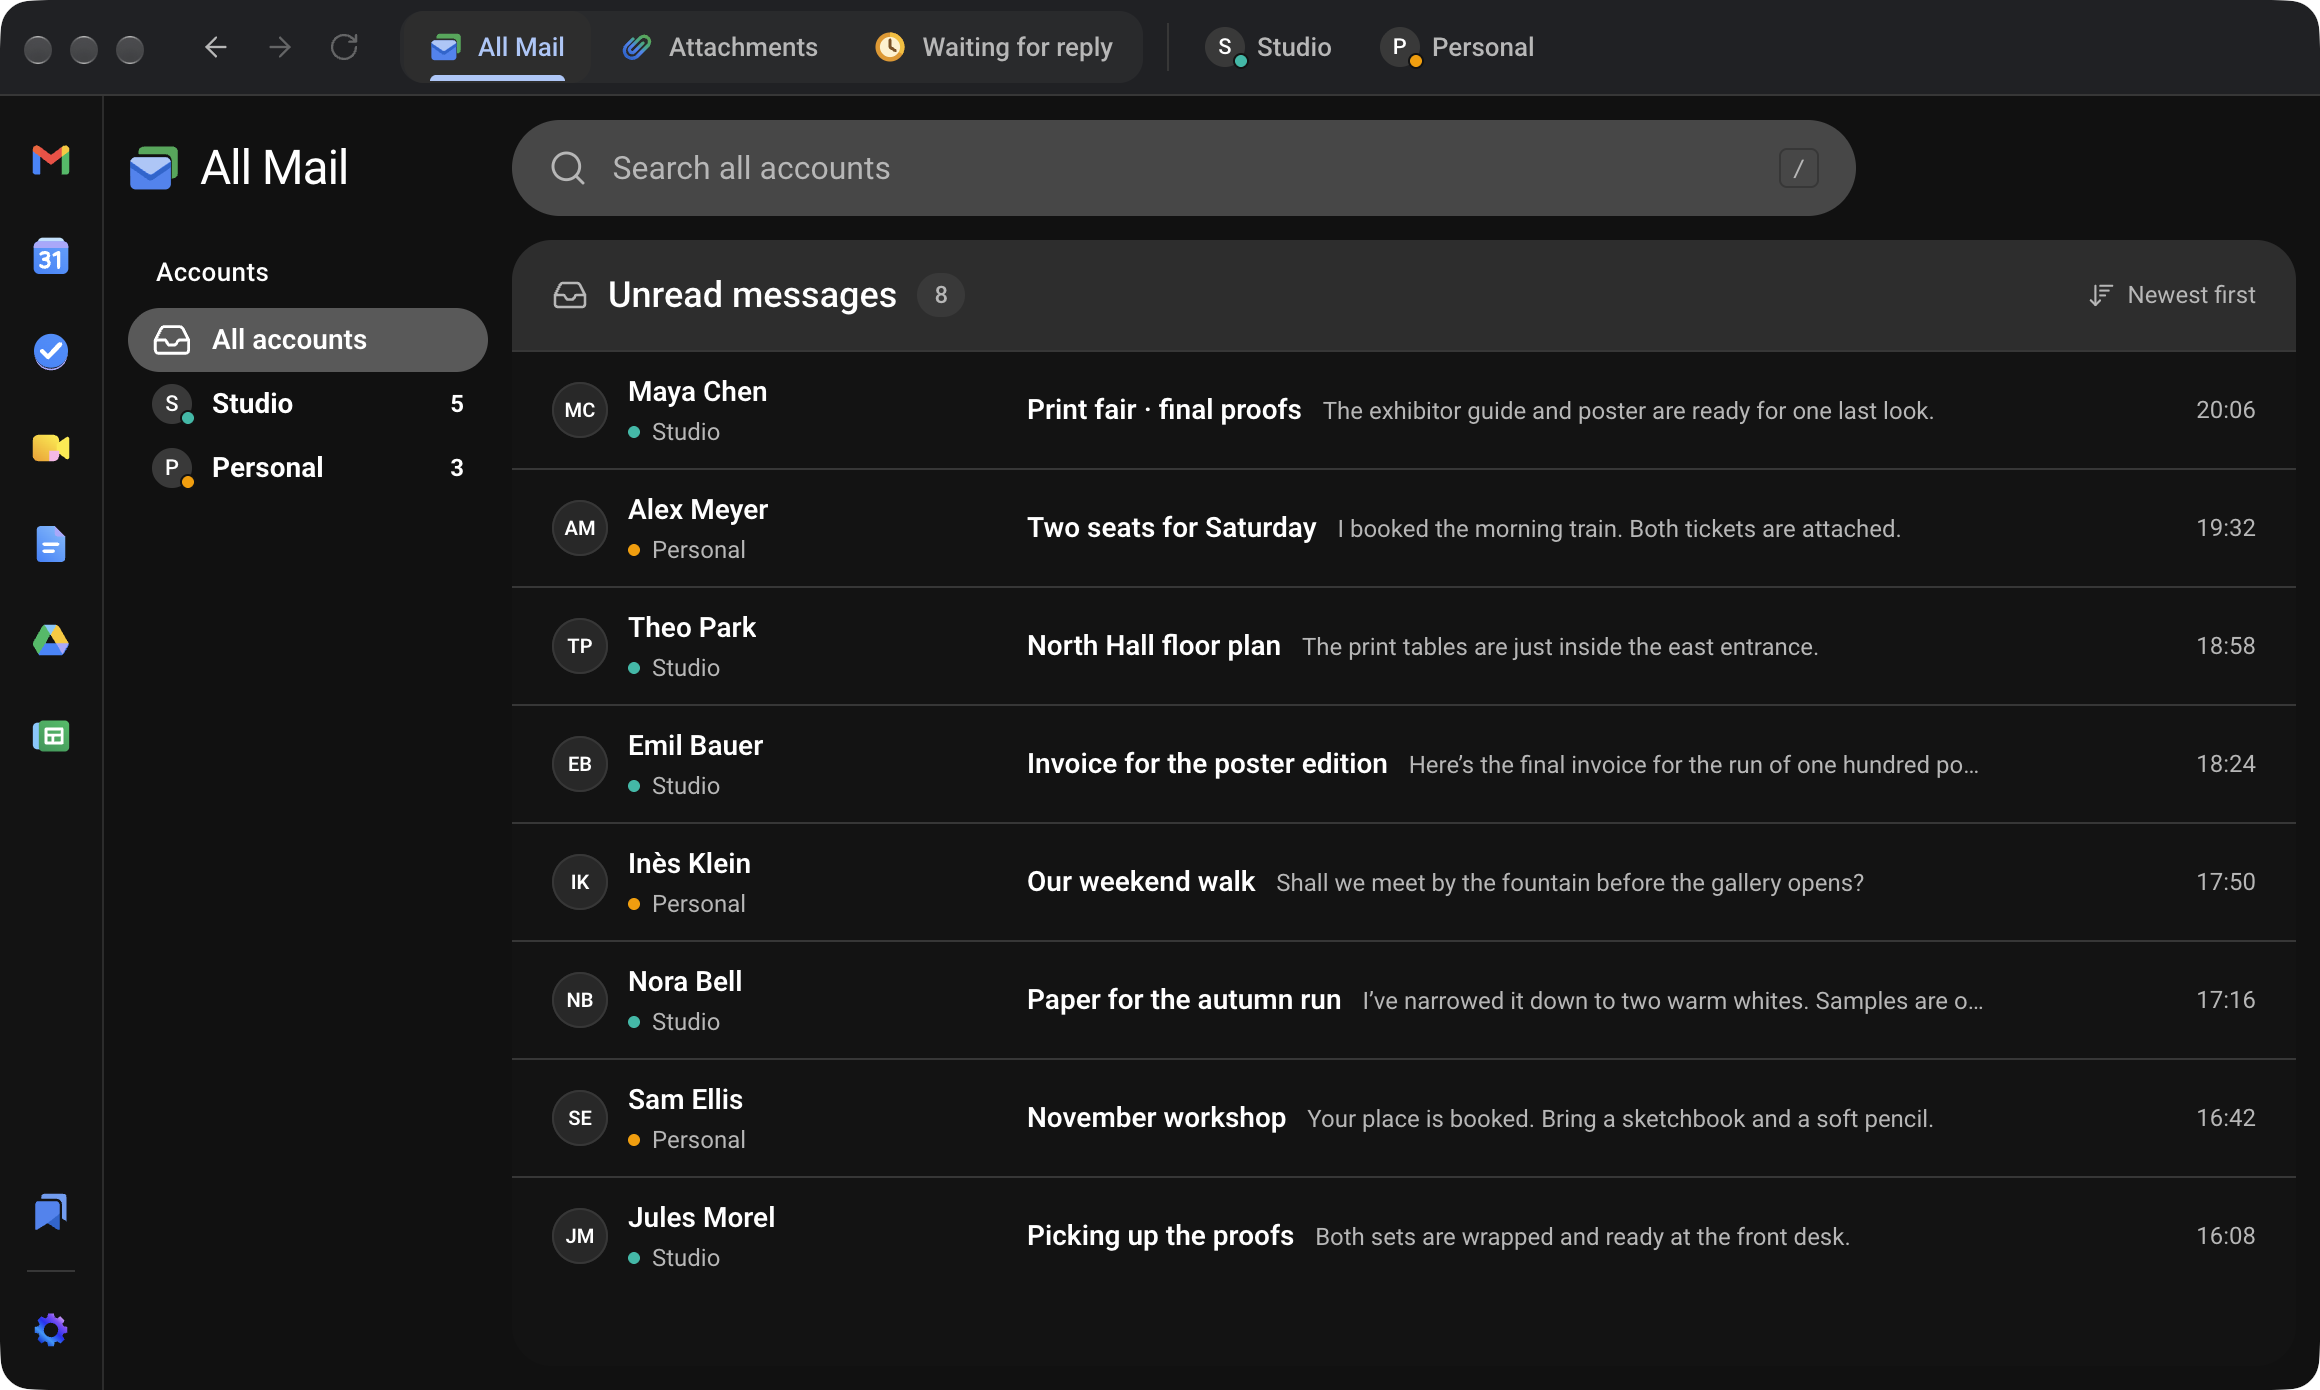 All Mail
Attachments
Waiting for reply
S Studio
P Personal
31
All Mail
Search all accounts /
Accounts
All accounts
S Studio 5
P Personal 3
Unread messages 8
Newest first
MC Maya Chen
Studio
Print fair · final proofs The exhibitor guide and poster are ready for one last look. 20:06
AM Alex Meyer
Personal
Two seats for Saturday I booked the morning train. Both tickets are attached. 19:32
TP Theo Park
Studio
North Hall floor plan The print tables are just inside the east entrance. 18:58
EB Emil Bauer
Studio
Invoice for the poster edition Here’s the final invoice for the run of one hundred po… 18:24
IK Inès Klein
Personal
Our weekend walk Shall we meet by the fountain before the gallery opens? 17:50
NB Nora Bell
Studio
Paper for the autumn run I’ve narrowed it down to two warm whites. Samples are o… 17:16
SE Sam Ellis
Personal
November workshop Your place is booked. Bring a sketchbook and a soft pencil. 16:42
JM Jules Morel
Studio
Picking up the proofs Both sets are wrapped and ready at the front desk. 16:08